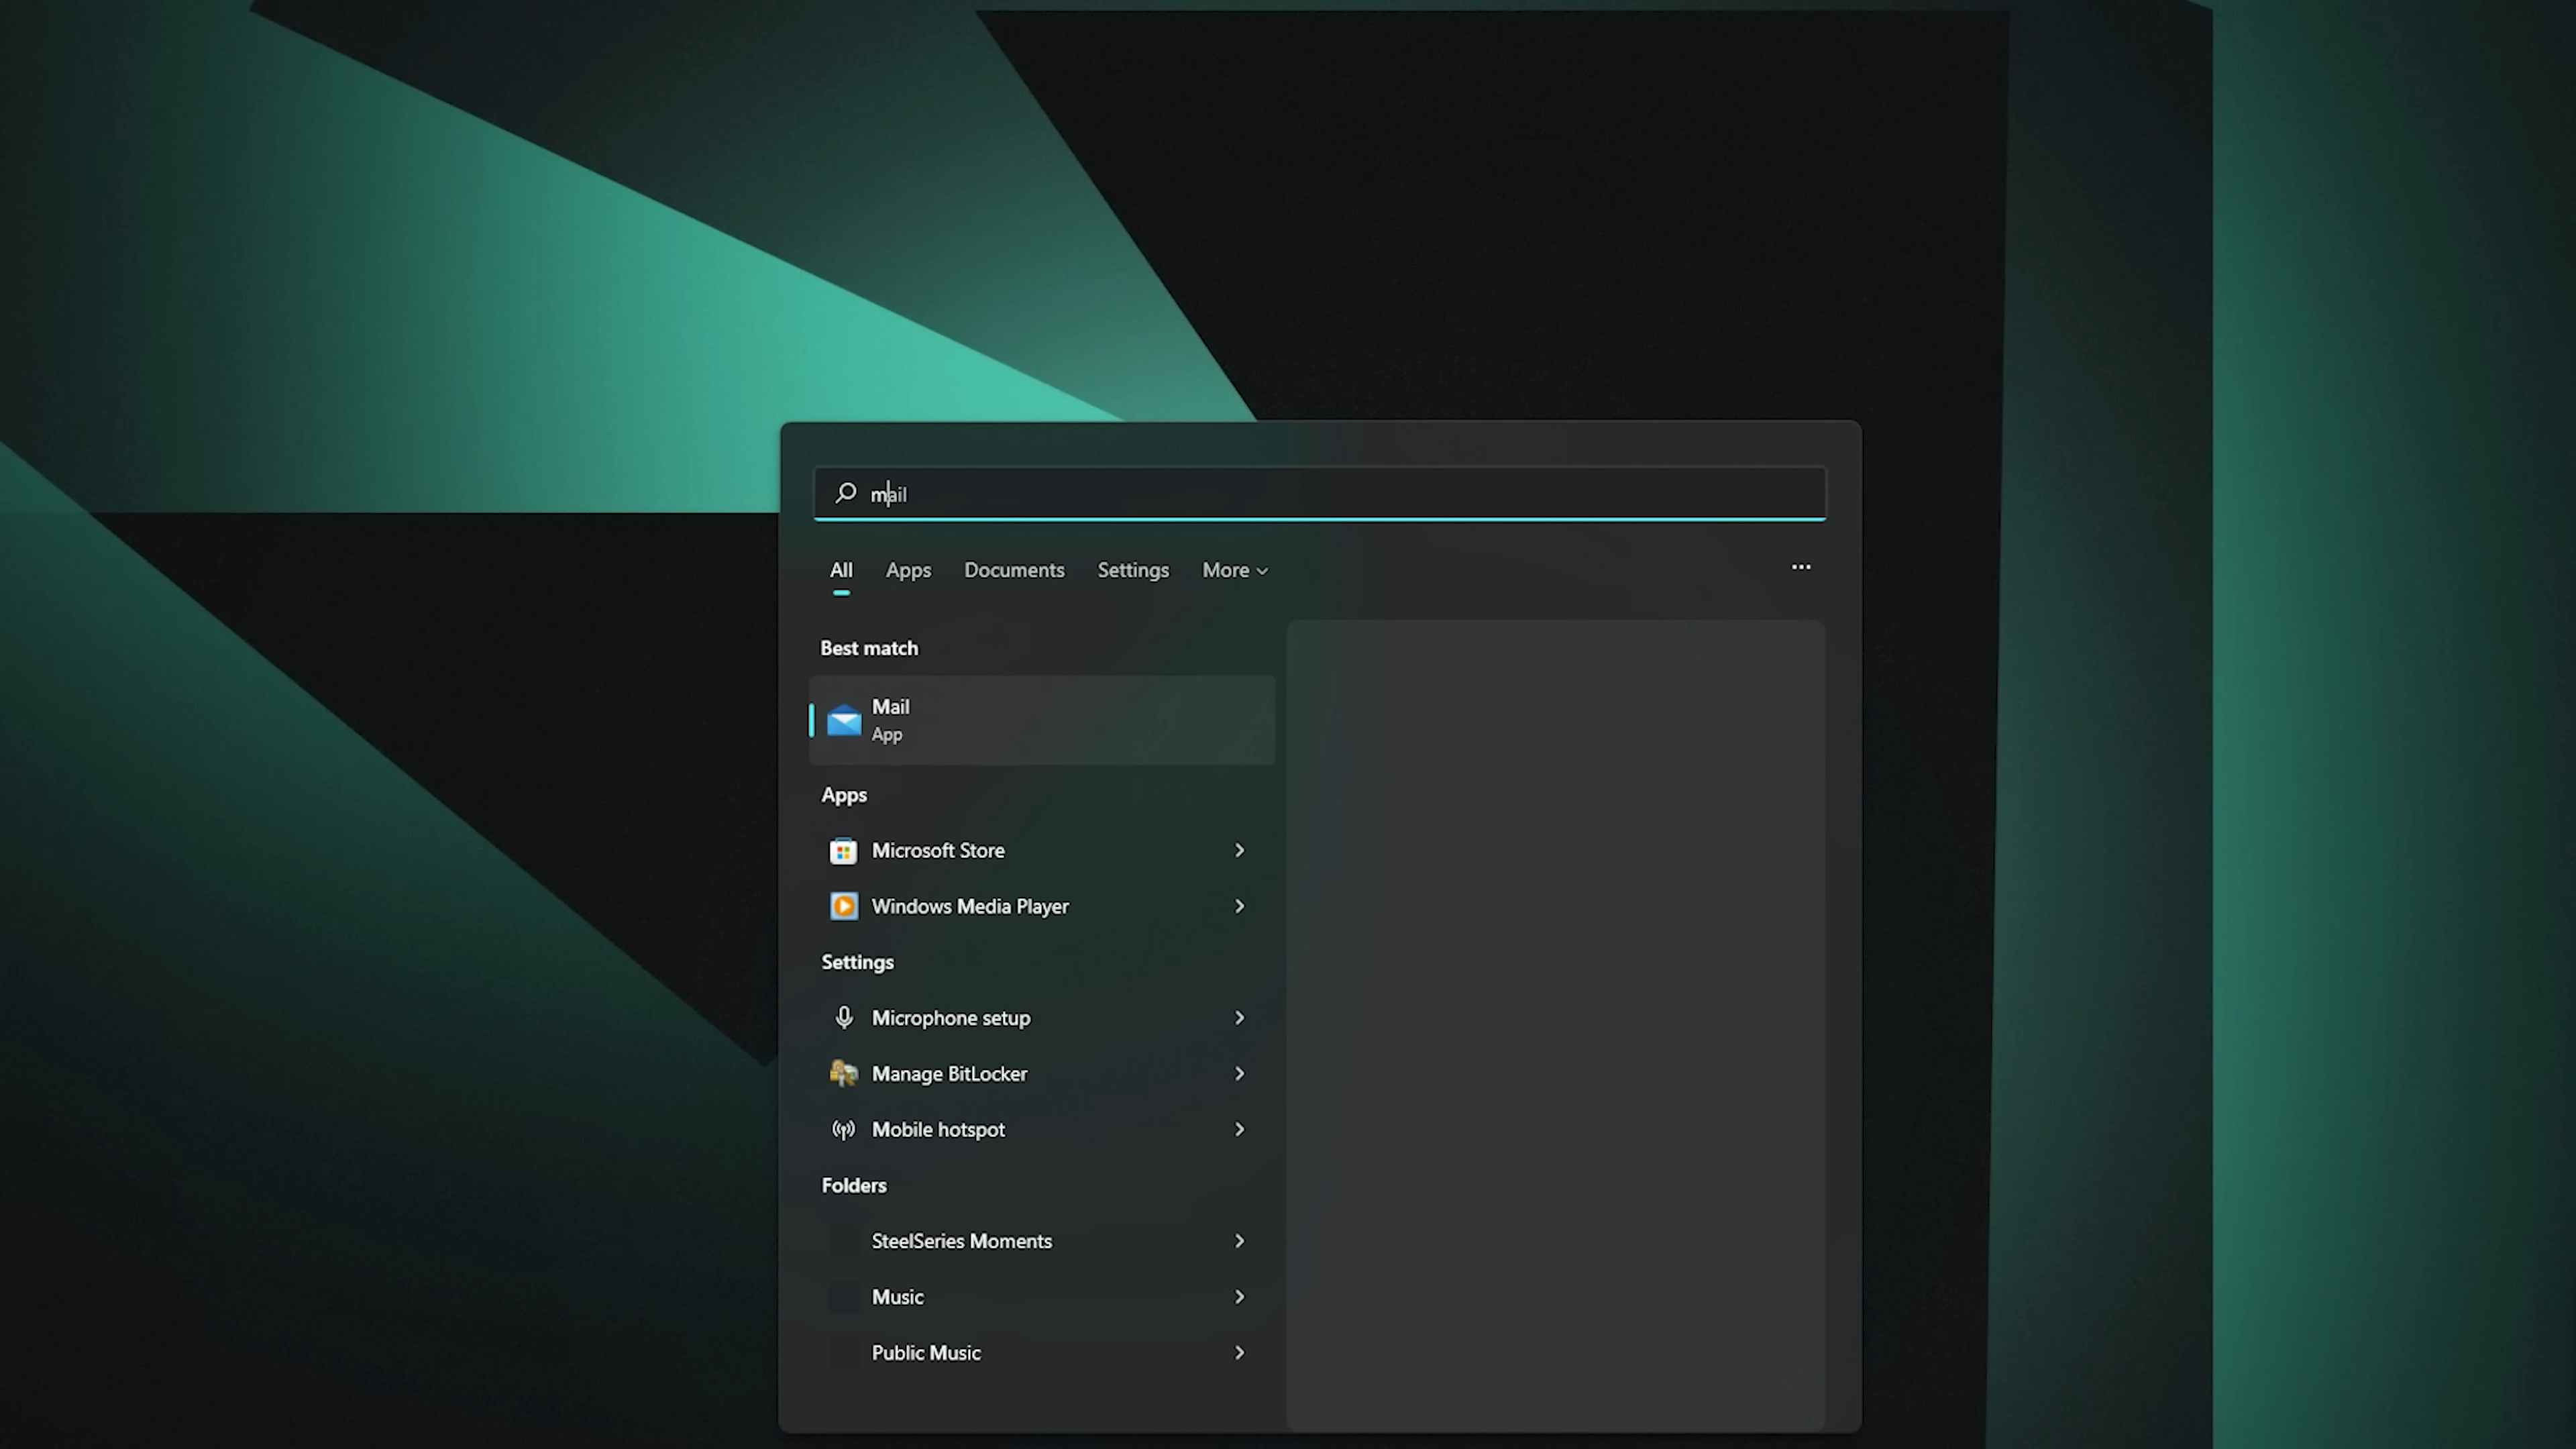 mail
All Apps Documents Settings More
Best match
Mail
App
Apps
Microsoft Store
Windows Media Player
Settings
Microphone setup
Manage BitLocker
Mobile hotspot
Folders
SteelSeries Moments
Music
Public Music